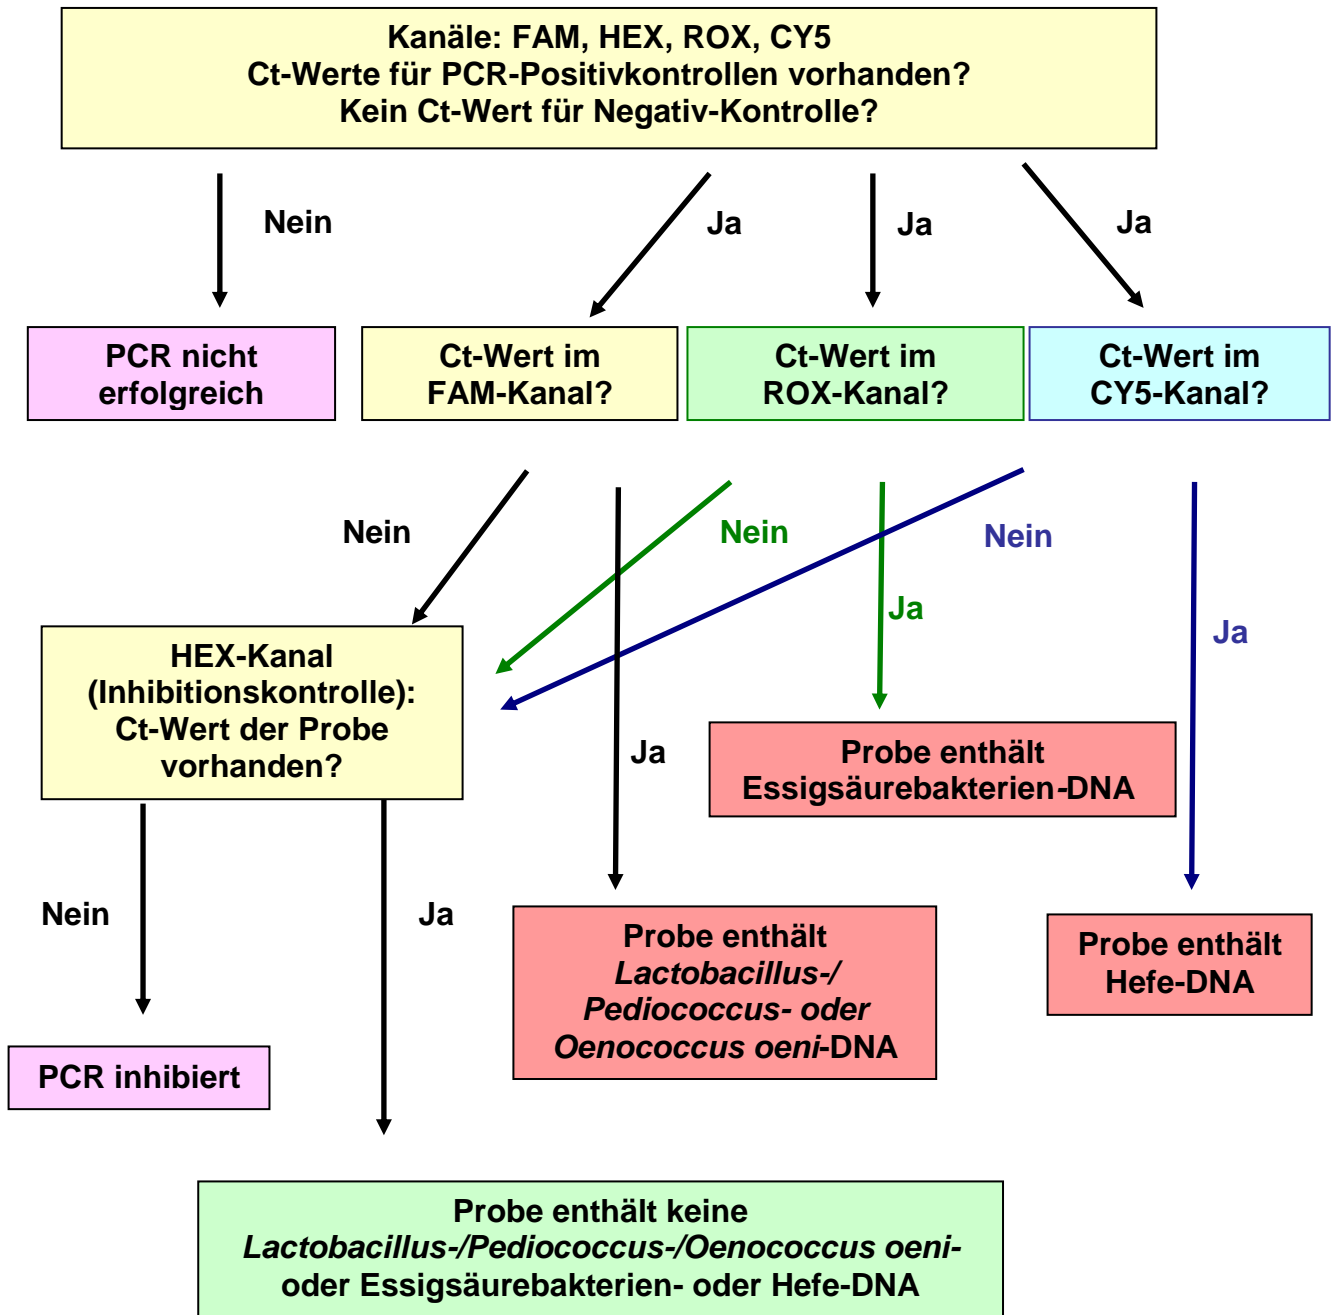 Kanäle: FAM, HEX, ROX, CY5
Ct-Werte für PCR-Positivkontrollen vorhanden?
Kein Ct-Wert für Negativ-Kontrolle?
Nein
Ja
Ja
Ja
PCR nicht
erfolgreich
Ct-Wert im
FAM-Kanal?
Ct-Wert im
ROX-Kanal?
Ct-Wert im
CY5-Kanal?
Nein
Nein
Nein
Ja
Ja
HEX-Kanal
(Inhibitionskontrolle):
Ct-Wert der Probe
vorhanden?
Ja
Probe enthält
Essigsäurebakterien-DNA
Nein
Ja
Probe enthält
Lactobacillus-/
Pediococcus- oder
Oenococcus oeni-DNA
Probe enthält
Hefe-DNA
PCR inhibiert
Probe enthält keine
Lactobacillus-/Pediococcus-/Oenococcus oeni-
oder Essigsäurebakterien- oder Hefe-DNA